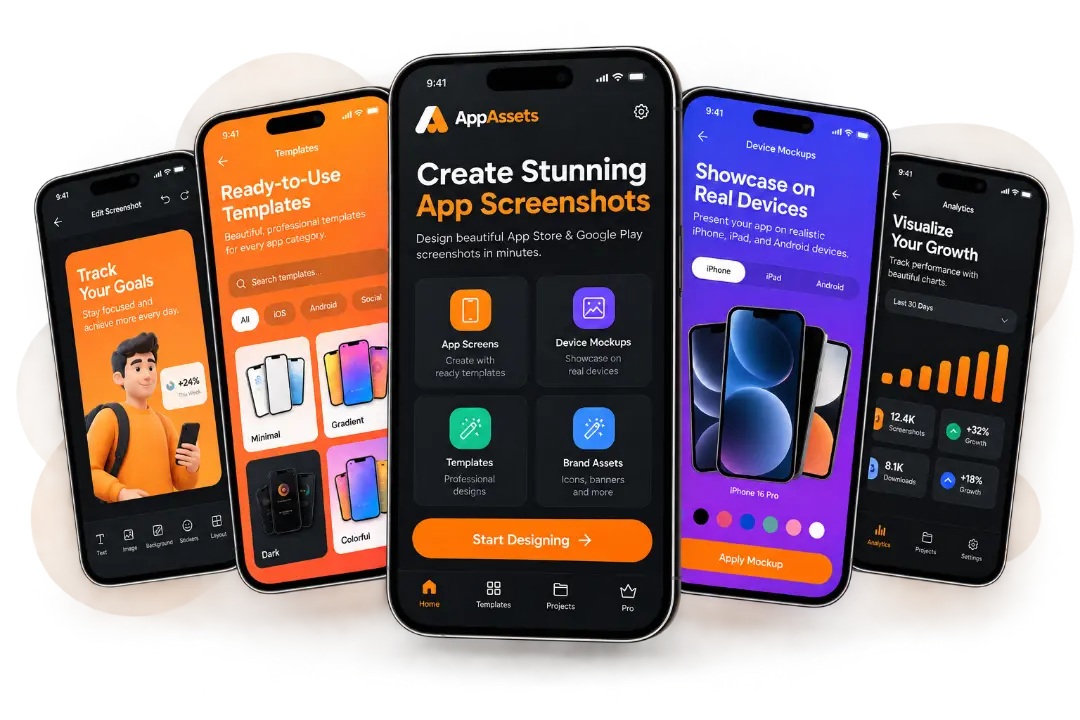 9:41
Edit Screenshot
Track
Your Goals
Stay focused and
achieve more every day.
+24%
This Week
Text
Image
Background
Stickers
Layout
9:41
Templates
Ready-to-Use
Templates
Beautiful, professional templates
for every app category.
Search templates...
All
iOS
Android
Social
Minimal
Gradient
Dark
Colorful
9:41
AppAssets
Create Stunning
App Screenshots
Design beautiful App Store & Google Play
screenshots in minutes.
App Screens
Create with
ready templates
Device Mockups
Showcase on
real devices
Templates
Professional
designs
Brand Assets
Icons, banners
and more
Start Designing
Home
Templates
Projects
Pro
9:41
Device Mockups
Showcase on
Real Devices
Present your app on realistic
iPhone, iPad, and Android devices.
iPhone
iPad
Android
iPhone 16 Pro
Apply Mockup
9:41
Analytics
Visualize
Your Growth
Track performance with
beautiful charts.
Last 30 Days
12.4K
Screenshots
+32%
Growth
8.1K
Downloads
+18%
Growth
Analytics
Projects
Settings